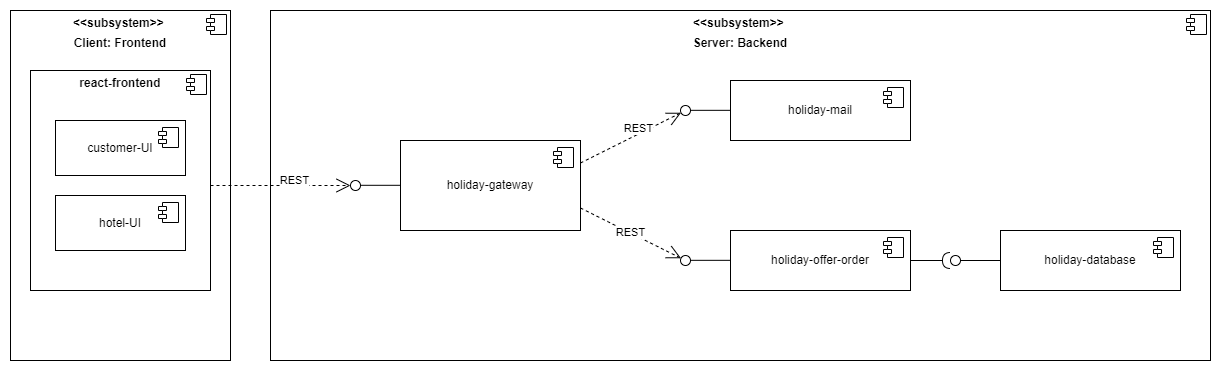 <<subsystem>>
Client: Frontend
react-frontend
customer-UI
hotel-UI
REST
<<subsystem>>
Server: Backend
holiday-gateway
REST
holiday-mail
REST
holiday-offer-order
holiday-database